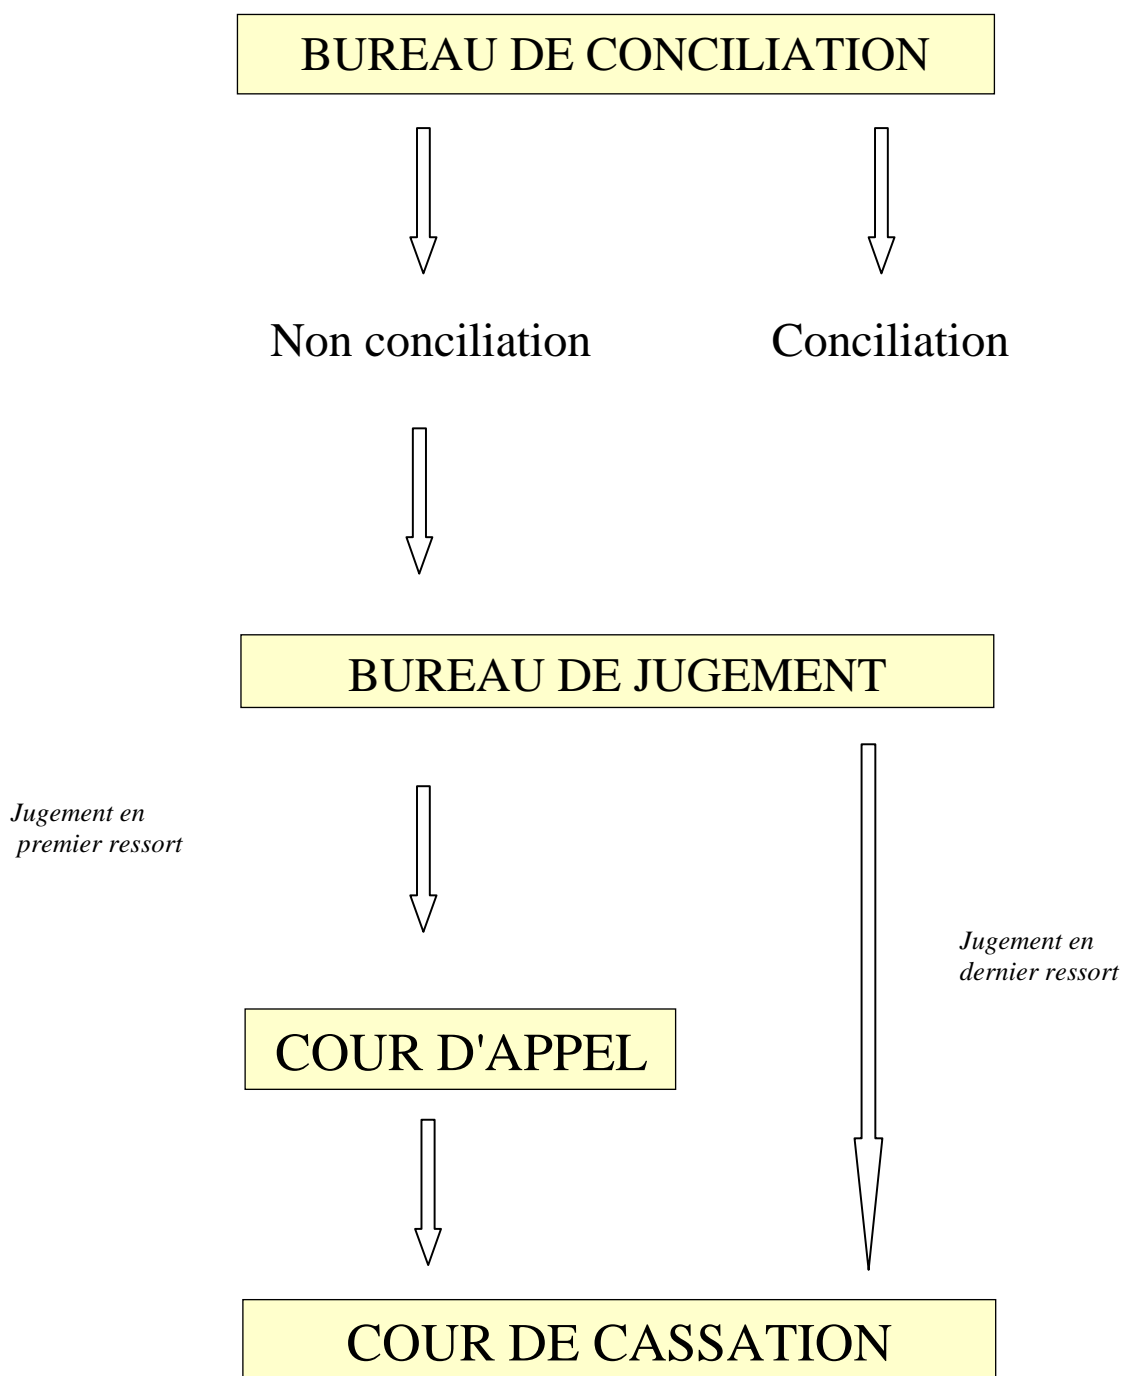 BUREAU DE CONCILIATION
Non conciliation
Conciliation
BUREAU DE JUGEMENT
Jugement en
premier ressort
Jugement en
dernier ressort
COUR D'APPEL
COUR DE CASSATION